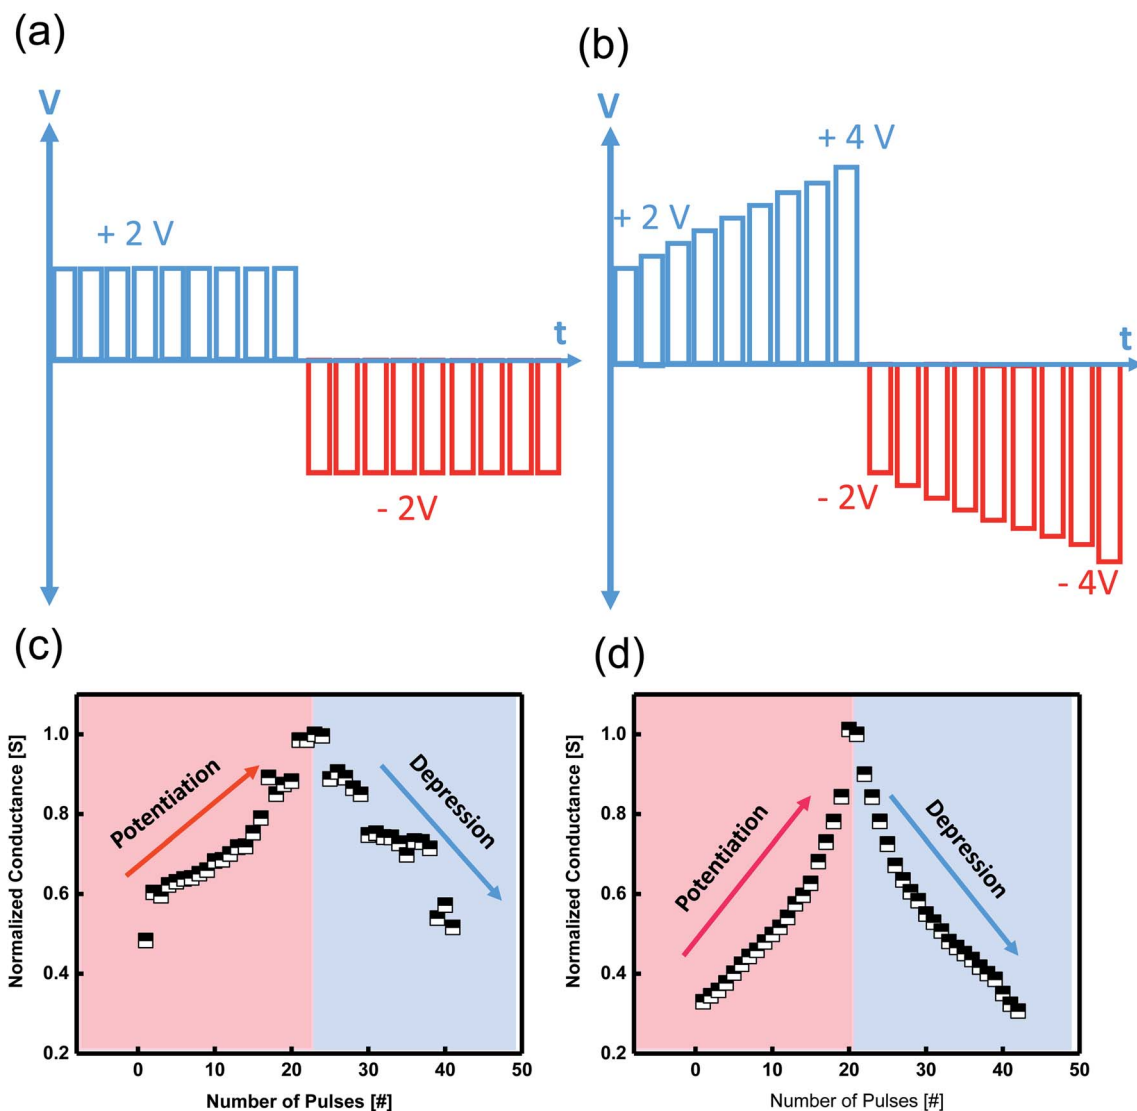 (a)
V
+ 2 V
t
- 2V
(b)
V
+ 4 V
+ 2 V
t
- 2V
- 4V
(c)
Normalized Conductance [S]
1.0
0.8
0.6
0.4
0.2
Potentiation
Depression
0 10 20 30 40 50
Number of Pulses [#]
(d)
Normalized Conductance [S]
1.0
0.8
0.6
0.4
0.2
Potentiation
Depression
0 10 20 30 40 50
Number of Pulses [#]